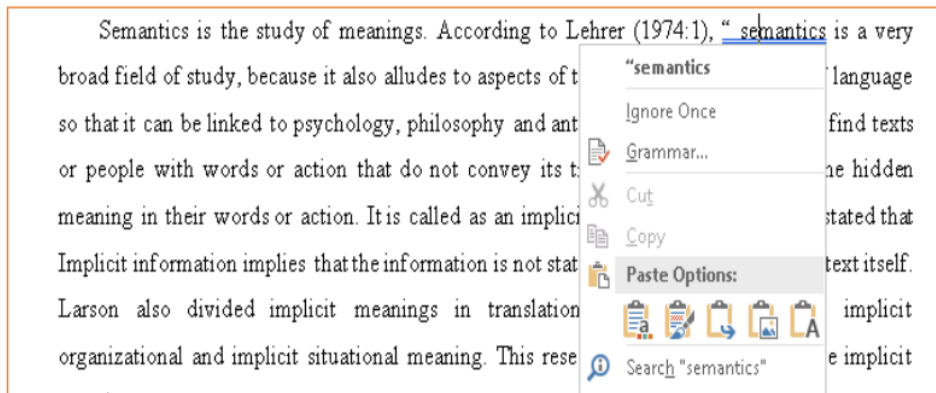 Semantics is the study of meanings. According to Lehrer (1974:1), “ semantics is a very
broad field of study, because it also alludes to aspects of t
language
so that it can be linked to psychology, philosophy and ant
find texts
or people with words or action that do not convey its t
hidden
meaning in their words or action. It is called as an implici
stated that
Implicit information implies that the information is not stat
text itself.
Larson also divided implicit meanings in translation
implicit
organizational and implicit situational meaning. This rese
e implicit
“semantics
Ignore Once
Grammar...
Cut
Copy
Paste Options:
Search "semantics"